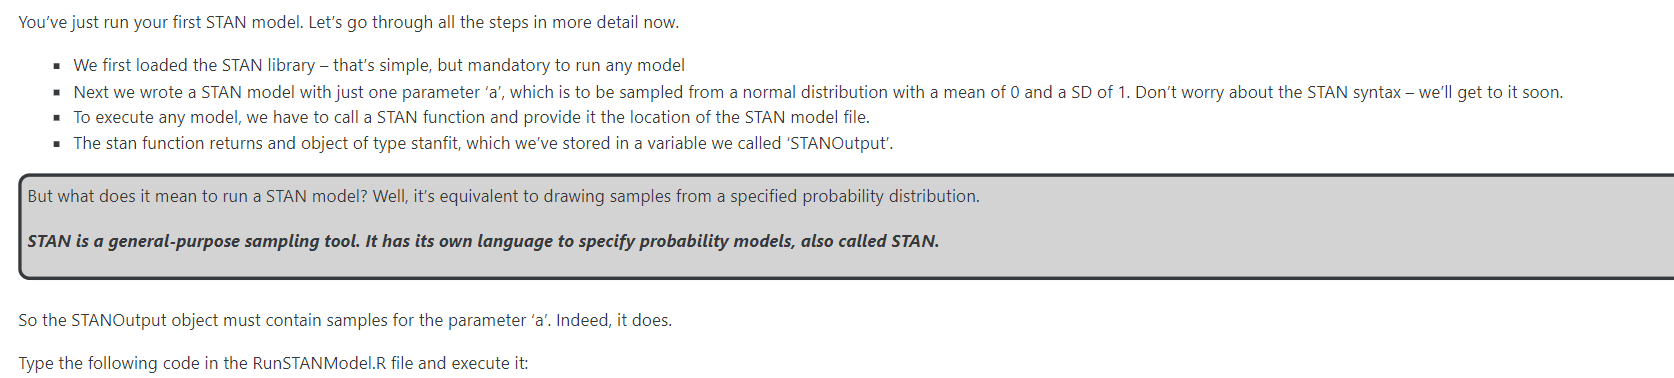 You've just run your first STAN model. Let's go through all the steps in more detail now.
▪ We first loaded the STAN library – that's simple, but mandatory to run any model
▪ Next we wrote a STAN model with just one parameter 'a', which is to be sampled from a normal distribution with a mean of 0 and a SD of 1. Don't worry about the STAN syntax – we'll get to it soon.
▪ To execute any model, we have to call a STAN function and provide it the location of the STAN model file.
▪ The stan function returns and object of type stanfit, which we've stored in a variable we called 'STANOutput'.
But what does it mean to run a STAN model? Well, it's equivalent to drawing samples from a specified probability distribution.
STAN is a general-purpose sampling tool. It has its own language to specify probability models, also called STAN.
So the STANOutput object must contain samples for the parameter 'a'. Indeed, it does.
Type the following code in the RunSTANModel.R file and execute it: